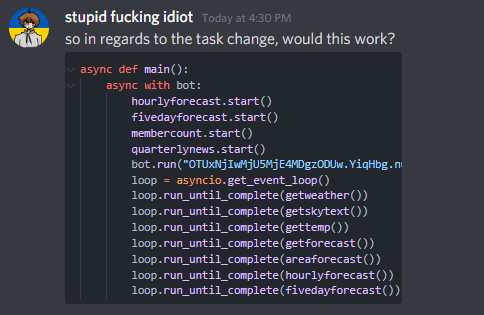 stupid fucking idiot Today at 4:30 PM
so in regards to the task change, would this work?
async def main():
async with bot:
hourlyforecast.start()
fivedayforecast.start()
membercount.start()
quarterlynews.start()
bot.run("OTUxNjIwMjU5MjE4MDgzODUw.YiqHbg.
loop = asyncio.get_event_loop()
loop.run_until_complete(getweather())
loop.run_until_complete(getskytext())
loop.run_until_complete(gettemp())
loop.run_until_complete(getforecast())
loop.run_until_complete(areaforecast())
loop.run_until_complete(hourlyforecast())
loop.run_until_complete(fivedayforecast())